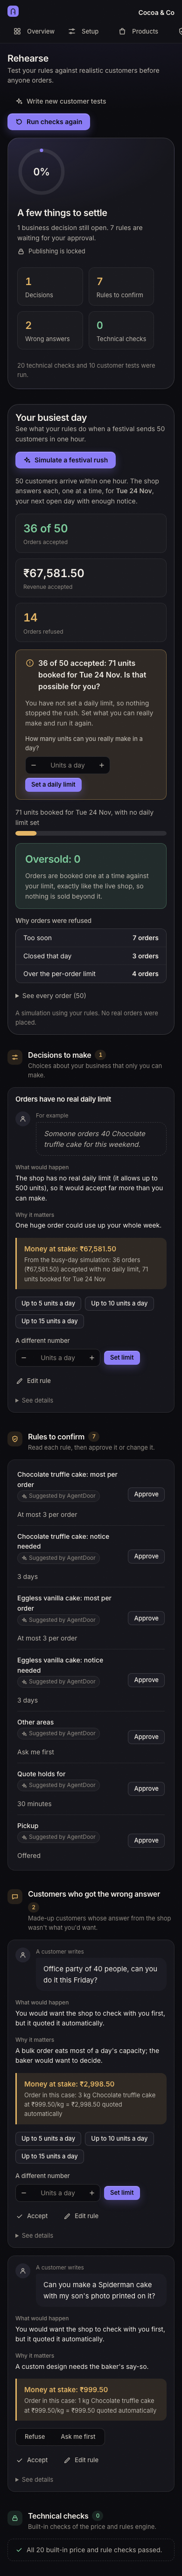 Cocoa & Co
Overview
Setup
Products
Rehearse
Test your rules against realistic customers before
anyone orders.
Write new customer tests
Run checks again
0%
A few things to settle
1 business decision still open. 7 rules are
waiting for your approval.
Publishing is locked
1
Decisions
7
Rules to confirm
2
Wrong answers
0
Technical checks
20 technical checks and 10 customer tests were
run.
Your busiest day
See what your rules do when a festival sends 50
customers in one hour.
Simulate a festival rush
50 customers arrive within one hour. The shop
answers each, one at a time, for Tue 24 Nov,
your next open day with enough notice.
36 of 50
Orders accepted
₹67,581.50
Revenue accepted
14
Orders refused
36 of 50 accepted: 71 units
booked for Tue 24 Nov. Is that
possible for you?
You have not set a daily limit, so nothing
stopped the rush. Set what you can really
make and run it again.
How many units can you really make in a
day?
− Units a day +
Set a daily limit
71 units booked for Tue 24 Nov, with no daily
limit set
Oversold: 0
Orders are booked one at a time against
your limit, exactly like the live shop, so
nothing is sold beyond it.
Why orders were refused
Too soon 7 orders
Closed that day 3 orders
Over the per-order limit 4 orders
▶ See every order (50)
A simulation using your rules. No real orders were
placed.
Decisions to make 1
Choices about your business that only you can
make.
Orders have no real daily limit
For example
Someone orders 40 Chocolate
truffle cake for this weekend.
What would happen
The shop has no real daily limit (it allows up to
500 units), so it would accept far more than you
can make.
Why it matters
One huge order could use up your whole week.
Money at stake: ₹67,581.50
From the busy-day simulation: 36 orders
(₹67,581.50) accepted with no daily limit, 71
units booked for Tue 24 Nov
Up to 5 units a day
Up to 10 units a day
Up to 15 units a day
A different number
− Units a day +
Set limit
Edit rule
▶ See details
Rules to confirm 7
Read each rule, then approve it or change it.
Chocolate truffle cake: most per
order
Suggested by AgentDoor
Approve
At most 3 per order
Chocolate truffle cake: notice
needed
Suggested by AgentDoor
Approve
3 days
Eggless vanilla cake: most per
order
Suggested by AgentDoor
Approve
At most 3 per order
Eggless vanilla cake: notice
needed
Suggested by AgentDoor
Approve
3 days
Other areas
Suggested by AgentDoor
Approve
Ask me first
Quote holds for
Suggested by AgentDoor
Approve
30 minutes
Pickup
Suggested by AgentDoor
Approve
Offered
Customers who got the wrong answer
2
Made-up customers whose answer from the shop
wasn't what you'd want.
A customer writes
Office party of 40 people, can you
do it this Friday?
What would happen
You would want the shop to check with you first,
but it quoted it automatically.
Why it matters
A bulk order eats most of a day's capacity; the
baker would want to decide.
Money at stake: ₹2,998.50
Order in this case: 3 kg Chocolate truffle cake
at ₹999.50/kg = ₹2,998.50 quoted
automatically
Up to 5 units a day
Up to 10 units a day
Up to 15 units a day
A different number
− Units a day +
Set limit
Accept
Edit rule
▶ See details
A customer writes
Can you make a Spiderman cake
with my son's photo printed on it?
What would happen
You would want the shop to check with you first,
but it quoted it automatically.
Why it matters
A custom design needs the baker's say-so.
Money at stake: ₹999.50
Order in this case: 1 kg Chocolate truffle cake
at ₹999.50/kg = ₹999.50 quoted automatically
Refuse
Ask me first
Accept
Edit rule
▶ See details
Technical checks 0
Built-in checks of the price and rules engine.
All 20 built-in price and rule checks passed.